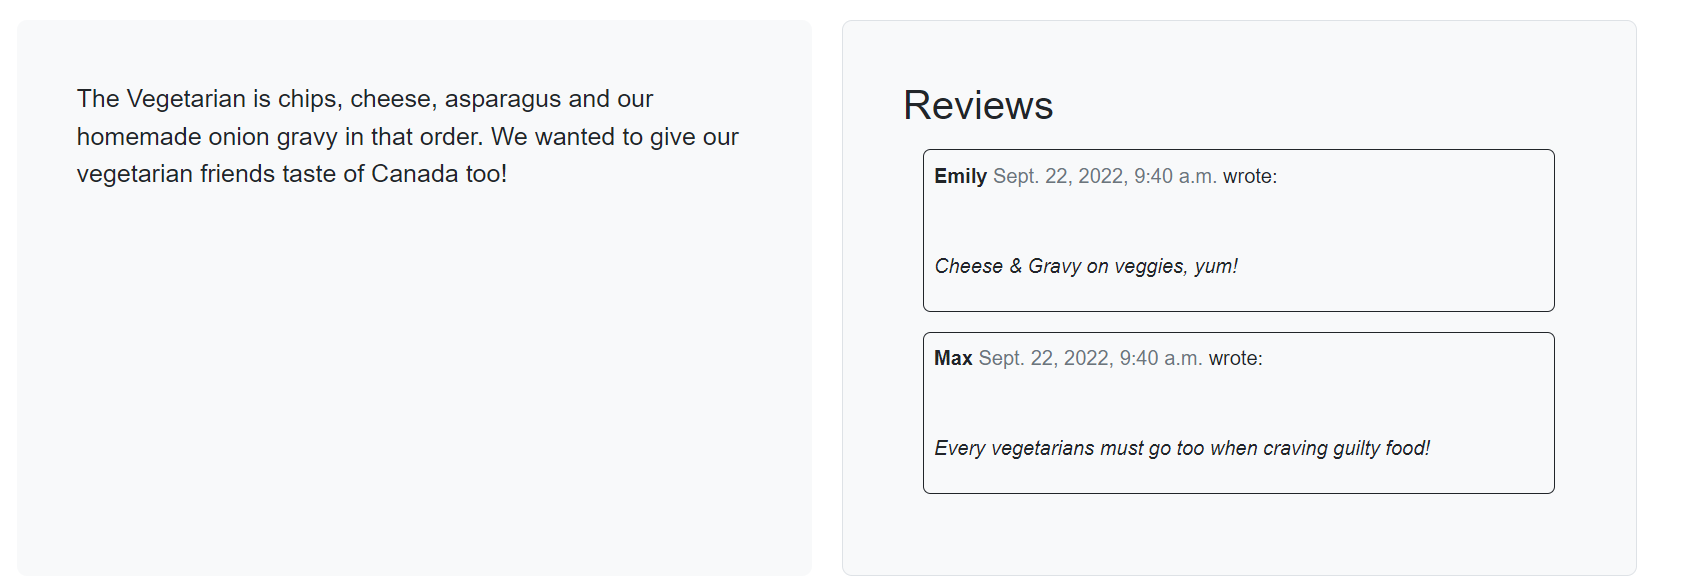 The Vegetarian is chips, cheese, asparagus and our
homemade onion gravy in that order. We wanted to give our
vegetarian friends taste of Canada too!
Reviews
Emily Sept. 22, 2022, 9:40 a.m. wrote:
Cheese & Gravy on veggies, yum!
Max Sept. 22, 2022, 9:40 a.m. wrote:
Every vegetarians must go too when craving guilty food!